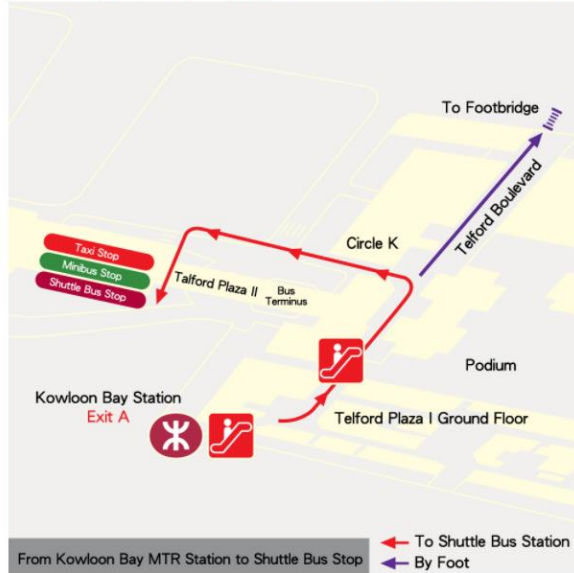 To Footbridge
Telford Boulevard
Circle K
Taxi Stop
Minibus Stop
Shuttle Bus Stop
Talford Plaza II
Bus
Terminus
Podium
Kowloon Bay Station
Exit A
Telford Plaza I Ground Floor
From Kowloon Bay MTR Station to Shuttle Bus Stop
To Shuttle Bus Station
By Foot